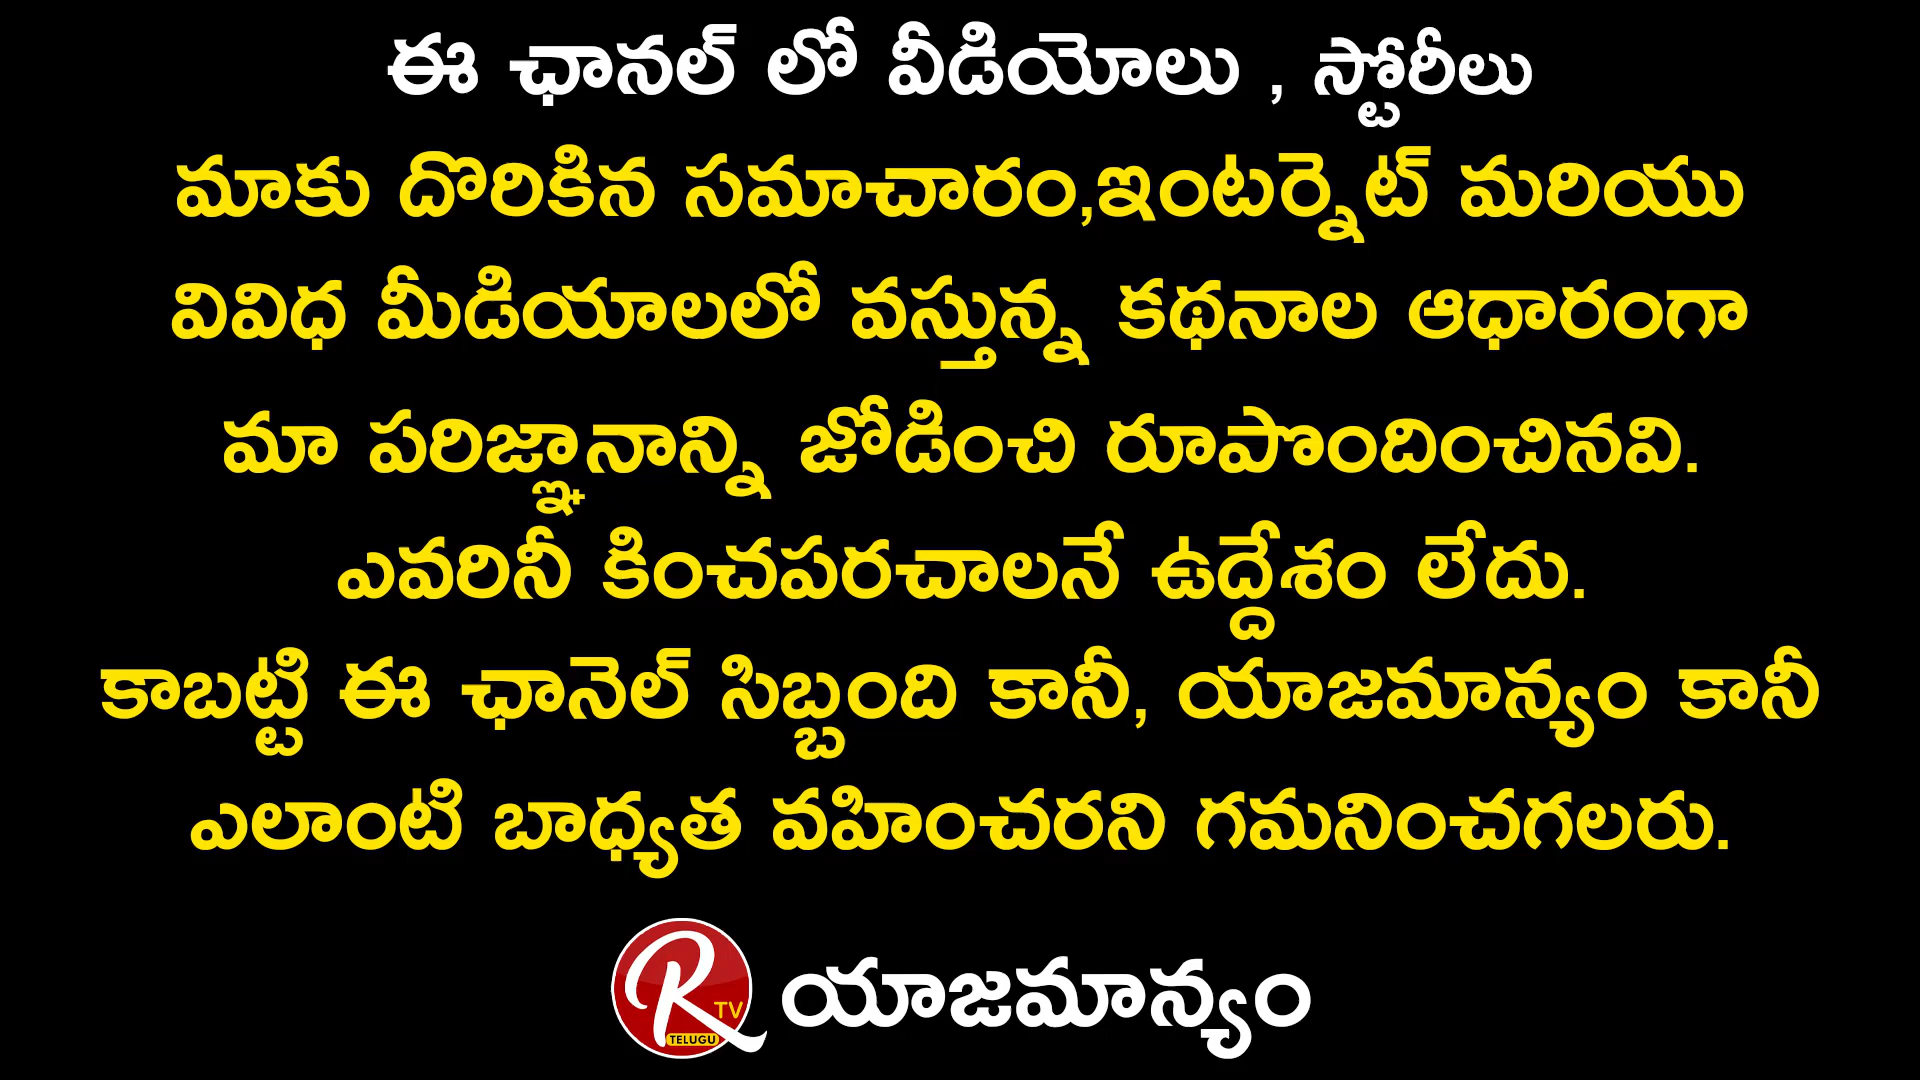 ఈ ఛానల్ లో వీడియోలు , స్టోరీలు
మాకు దొరికిన సమాచారం,ఇంటర్నెట్ మరియు
వివిధ మీడియాలలో వస్తున్న కథనాల ఆధారంగా
మా పరిజ్ఞానాన్ని జోడించి రూపొందించినవి.
ఎవరినీ కించపరచాలనే ఉద్దేశం లేదు.
కాబట్టి ఈ ఛానెల్ సిబ్బంది కానీ, యాజమాన్యం కానీ
ఎలాంటి బాధ్యత వహించరని గమనించగలరు.
R TV TELUGU యాజమాన్యం